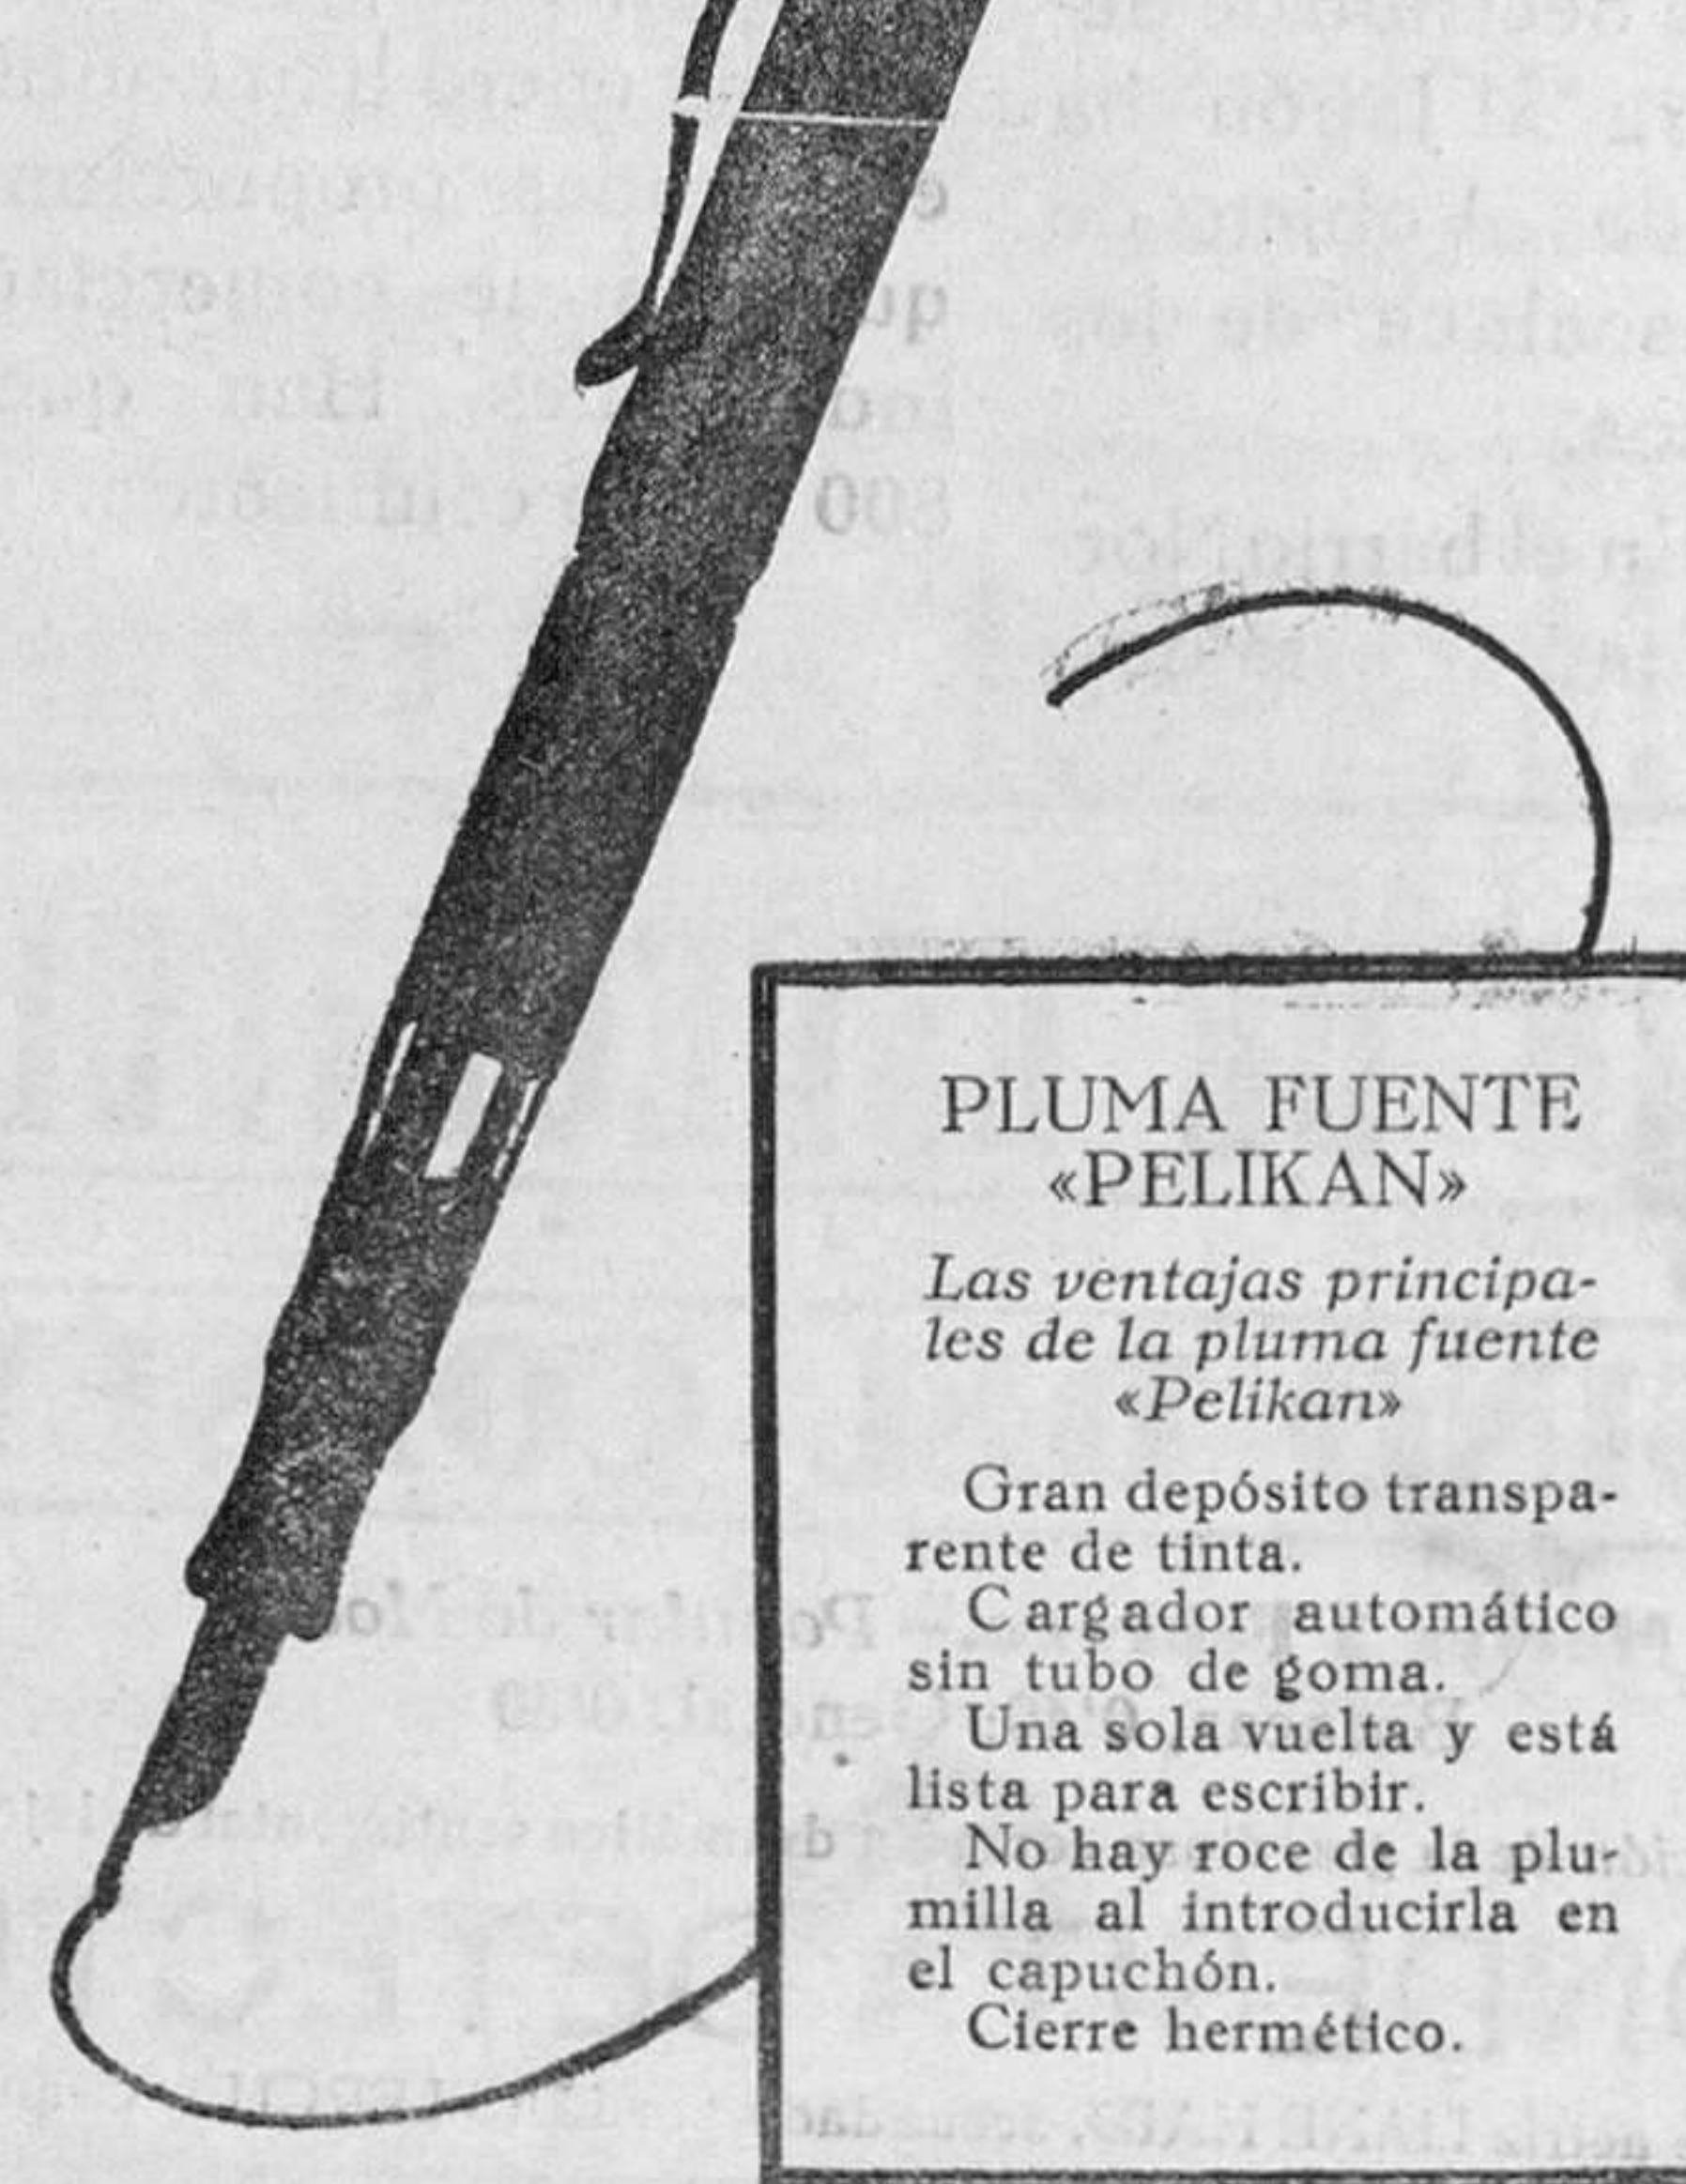 PLUMA FUENTE
«PELIKAN»
Las ventajas principa-
les de la pluma fuente
«Pelikan»
Gran depósito transpa-
rente de tinta.
Cargador automático
sin tubo de goma.
Una sola vuelta y está
lista para escribir.
No hay roce de la plu-
milla al introducirla en
el capuchón.
Cierre hermético.